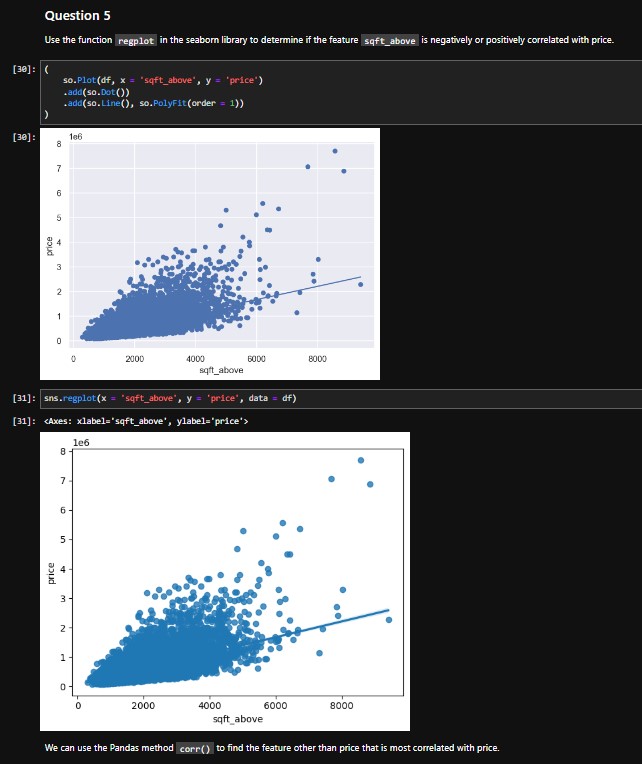 Question 5
Use the function regplot in the seaborn library to determine if the feature sqft_above is negatively or positively correlated with price.
[30]: (
so.Plot(df, x = 'sqft_above', y = 'price')
.add(so.Dot())
.add(so.Line(), so.PolyFit(order = 1))
)
[30]:
1e6
8
7
6
5
4
3
2
1
0
price
0 2000 4000 6000 8000
sqft_above
[31]: sns.regplot(x = 'sqft_above', y = 'price', data = df)
[31]: <Axes: xlabel='sqft_above', ylabel='price'>
1e6
8
7
6
5
4
3
2
1
0
price
0 2000 4000 6000 8000
sqft_above
We can use the Pandas method corr() to find the feature other than price that is most correlated with price.